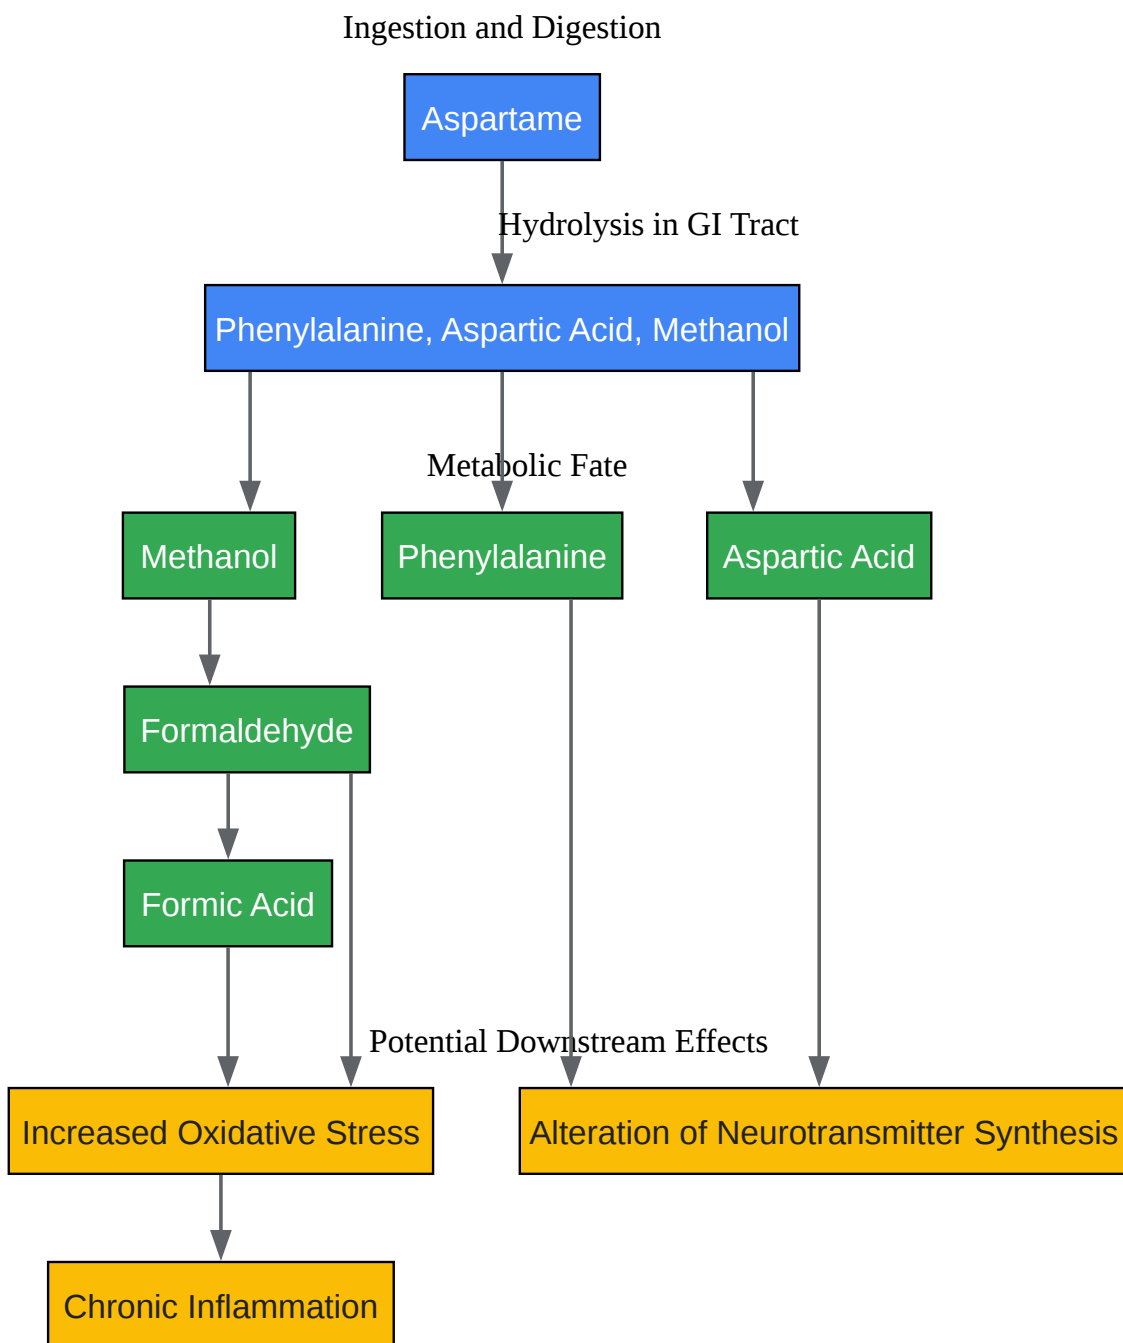 Ingestion and Digestion
Aspartame
Hydrolysis in GI Tract
Phenylalanine, Aspartic Acid, Methanol
Metabolic Fate
Methanol
Phenylalanine
Aspartic Acid
Formaldehyde
Formic Acid
Potential Downstream Effects
Increased Oxidative Stress
Alteration of Neurotransmitter Synthesis
Chronic Inflammation